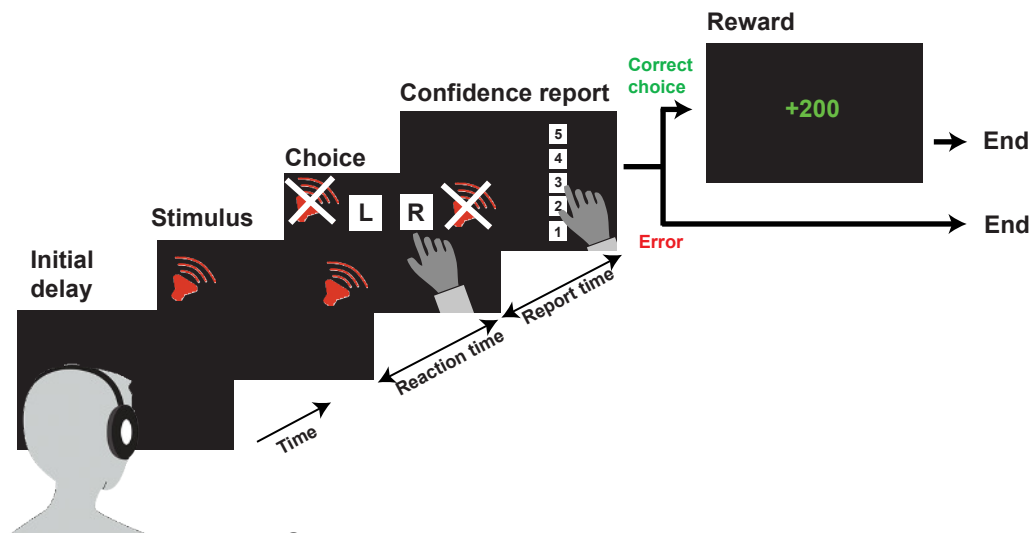 Reward
Correct
choice
+200
End
Confidence report
5
4
3
2
1
Choice
L R
Stimulus
Initial
delay
Error
End
Report time
Reaction time
Time